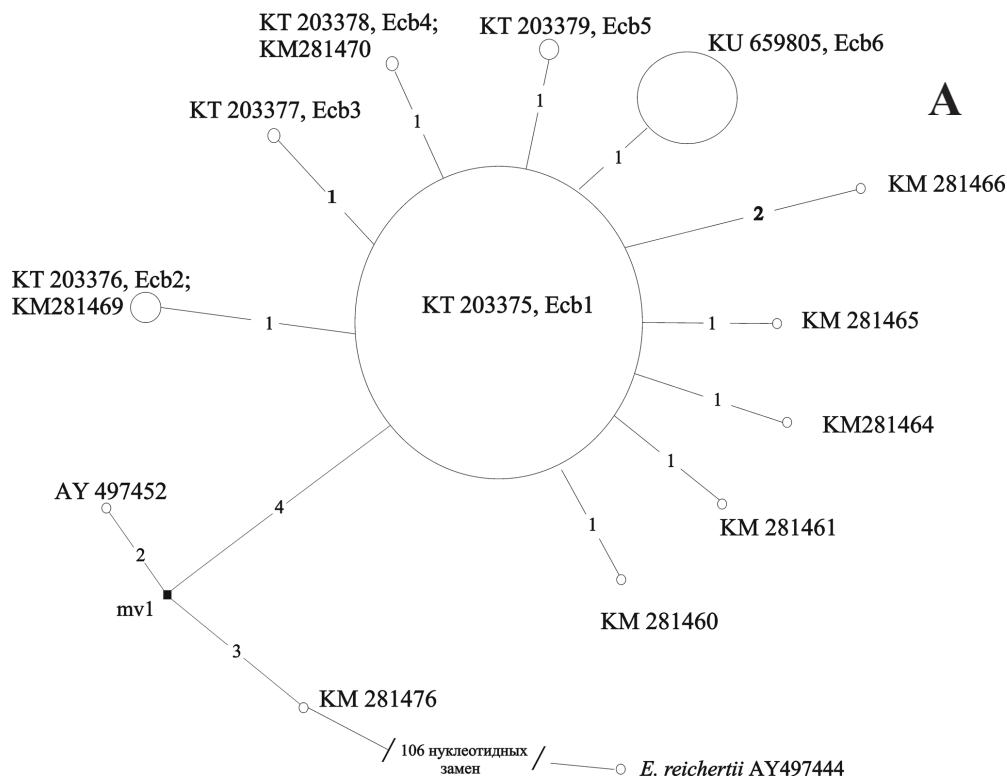 KT 203378, Ecb4;
KM281470
KT 203379, Ecb5
KU 659805, Ecb6
A
KT 203377, Ecb3
1
1
1
1
2
KM 281466
KT 203376, Ecb2;
KM281469
1
KT 203375, Ecb1
1
KM 281465
1
KM281464
1
KM 281461
1
KM 281460
AY 497452
4
2
mv1
3
KM 281476
106 нуклеотидных
замен
E. reichertii AY497444